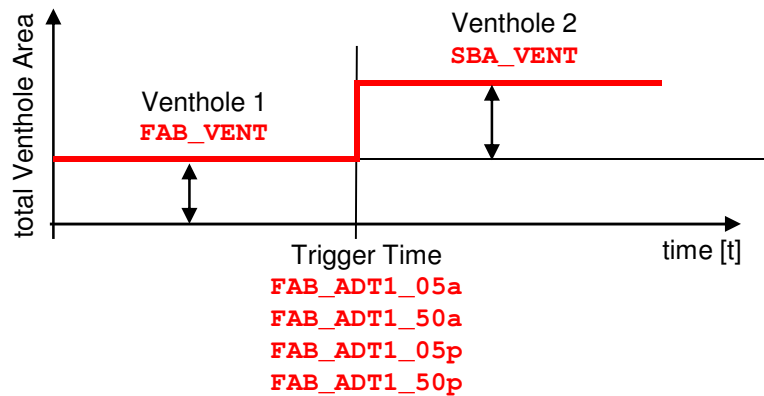 total Venthole Area
Venthole 2
SBA_VENT
Venthole 1
FAB_VENT
Trigger Time
time [t]
FAB_ADT1_05a
FAB_ADT1_50a
FAB_ADT1_05p
FAB_ADT1_50p